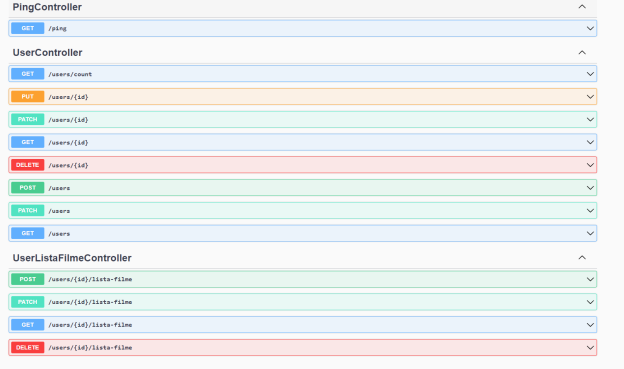 PingController
GET /ping
UserController
GET /users/count
PUT /users/{id}
PATCH /users/{id}
GET /users/{id}
DELETE /users/{id}
POST /users
PATCH /users
GET /users
UserListaFilmeController
POST /users/{id}/lista-filme
PATCH /users/{id}/lista-filme
GET /users/{id}/lista-filme
DELETE /users/{id}/lista-filme